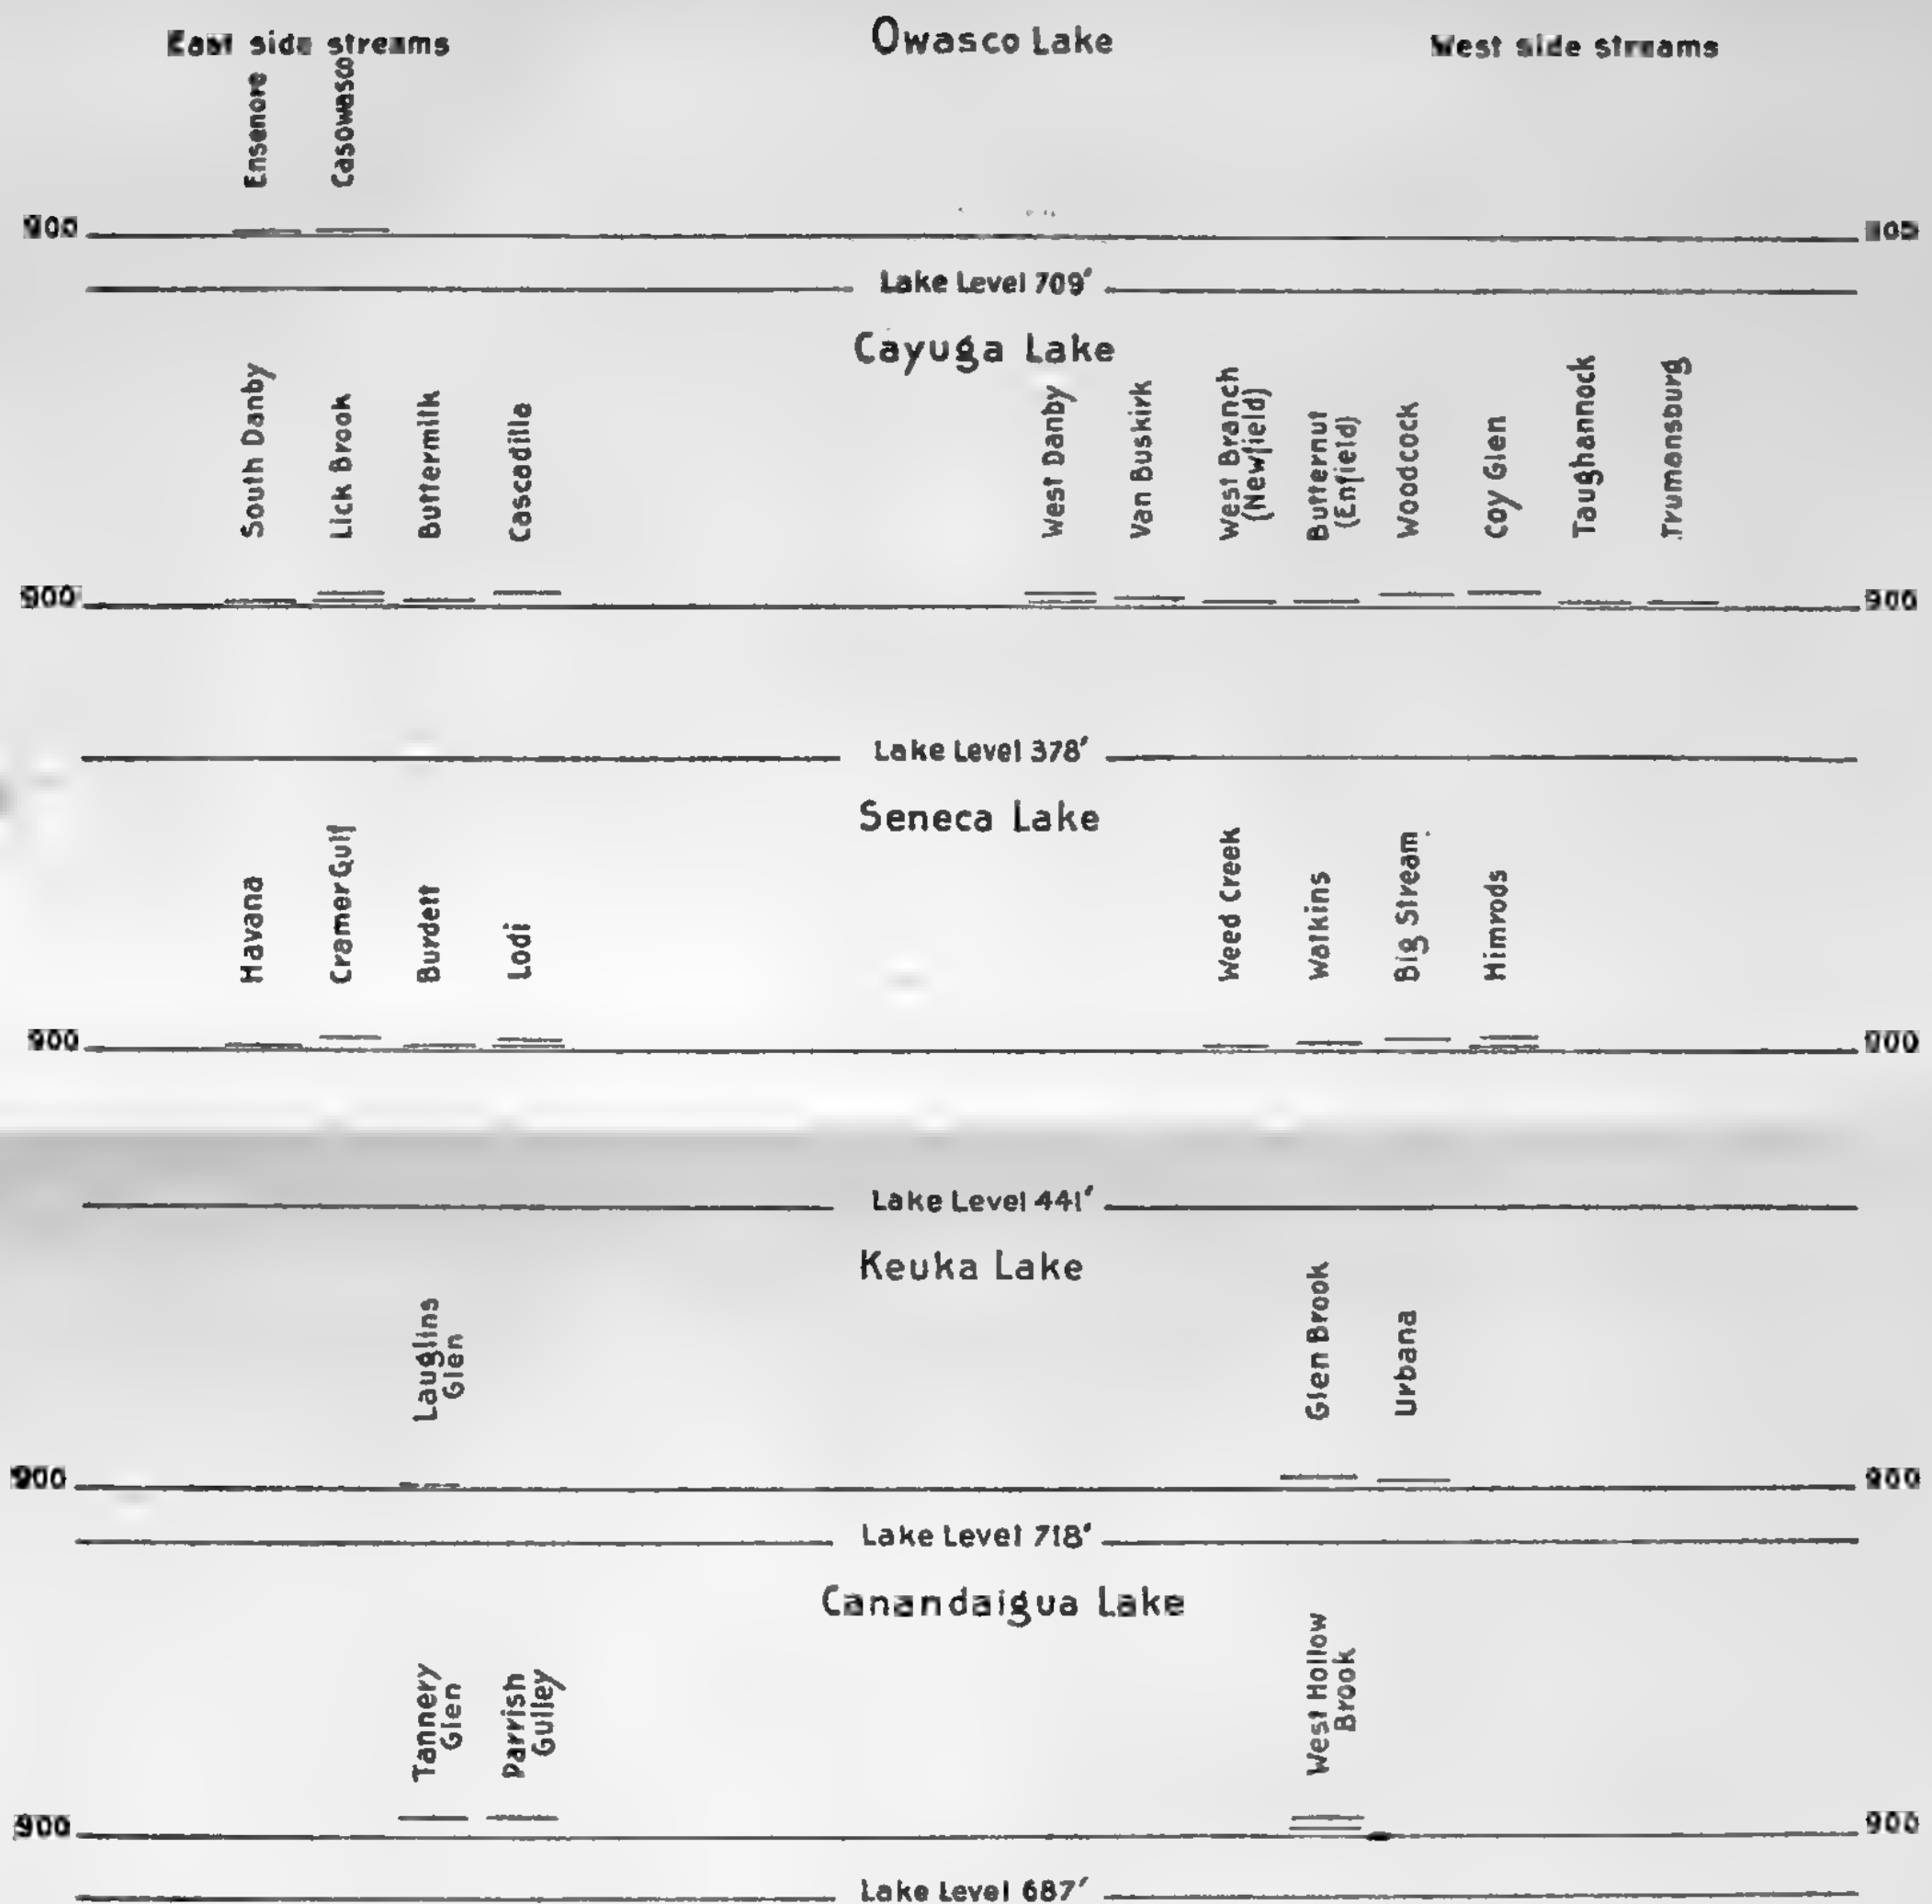 East side streams
Owasco Lake
West side streams
Ensenore
Casowasco
900
Lake Level 709′
Cayuga Lake
South Danby
Lick Brook
Buttermilk
Cascadilla
West Danby
Van Buskirk
West Branch
(Newfield)
Butternut
(Enfield)
Woodcock
Coy Glen
Taughannock
Trumansburg
900
900
Lake Level 378′
Seneca Lake
Havana
Cramer Gulf
Burdett
Lodi
Weed Creek
Watkins
Big Stream
Himrods
900
900
Lake Level 441′
Keuka Lake
Lauglins
Glen
Glen Brook
Urbana
900
900
Lake Level 718′
Canandaigua Lake
Tannery
Glen
Parrish
Gulley
West Hollow
Brook
900
900
Lake Level 687′